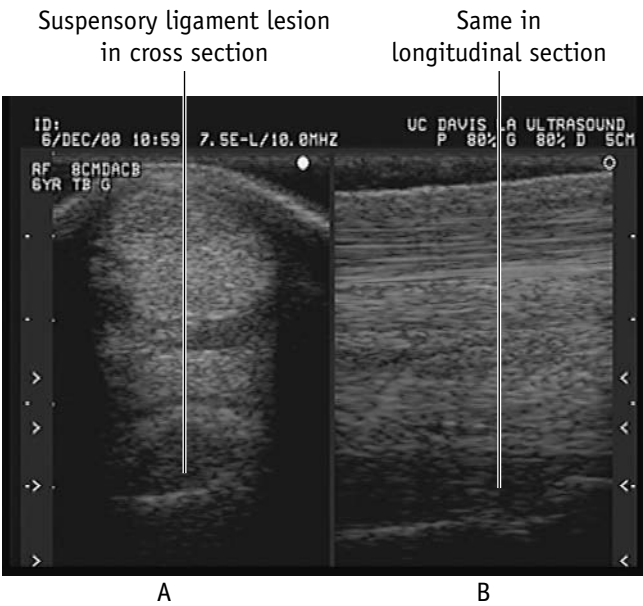 Suspensory ligament lesion
in cross section
Same in
longitudinal section
ID:
6/DEC/00 10:59 7.5E-L/10.0MHZ
UC DAVIS LA ULTRASOUND
P 80% G 80% D 5CM
RF 8CMDACB
6YR TB G
A
B